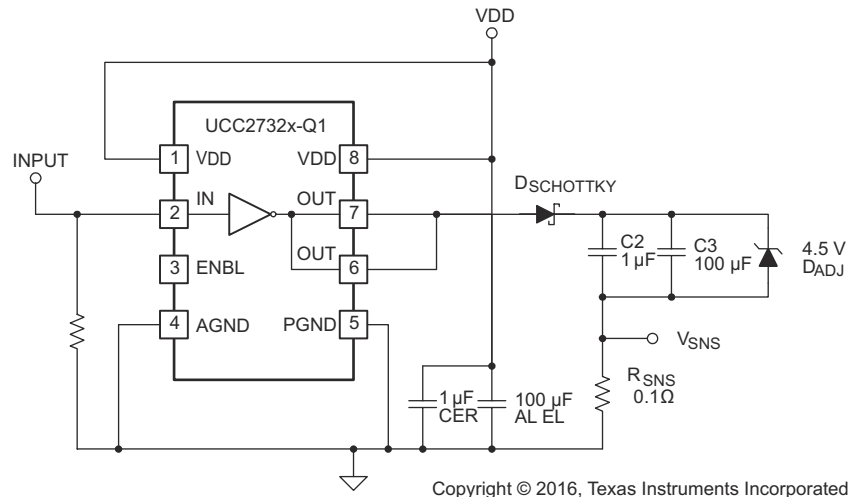 VDD
UCC2732x-Q1
INPUT
1
VDD
VDD
8
DSCHOTTKY
2
IN
OUT
7
3
ENBL
OUT
6
4
AGND
PGND
5
C2
1 µF
C3
100 µF
4.5 V
DADJ
VSNS
RSNS
0.1Ω
1 µF
CER
100 µF
AL EL
Copyright © 2016, Texas Instruments Incorporated